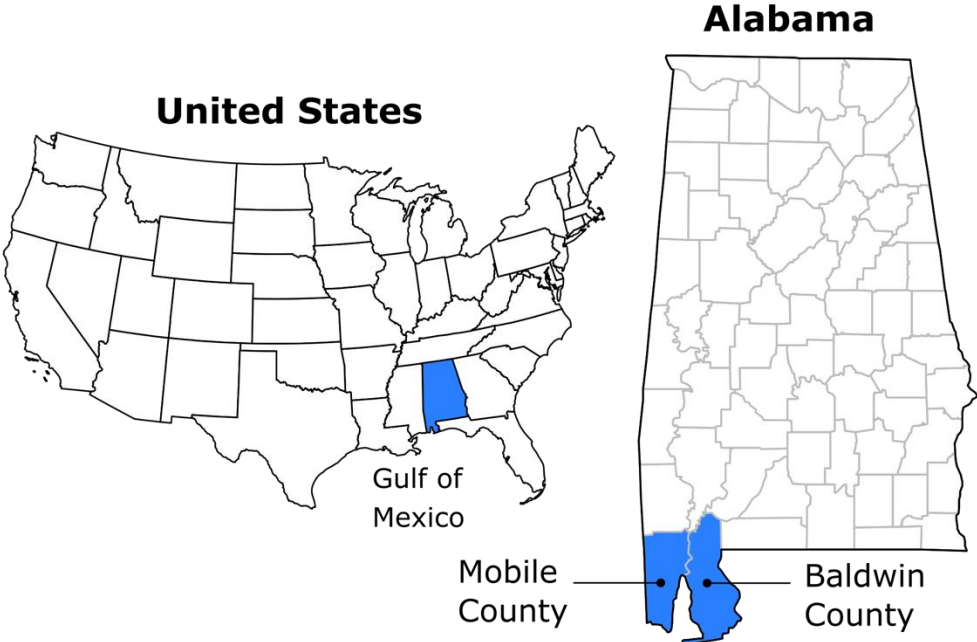 Alabama
United States
Gulf of
Mexico
Mobile
County
Baldwin
County